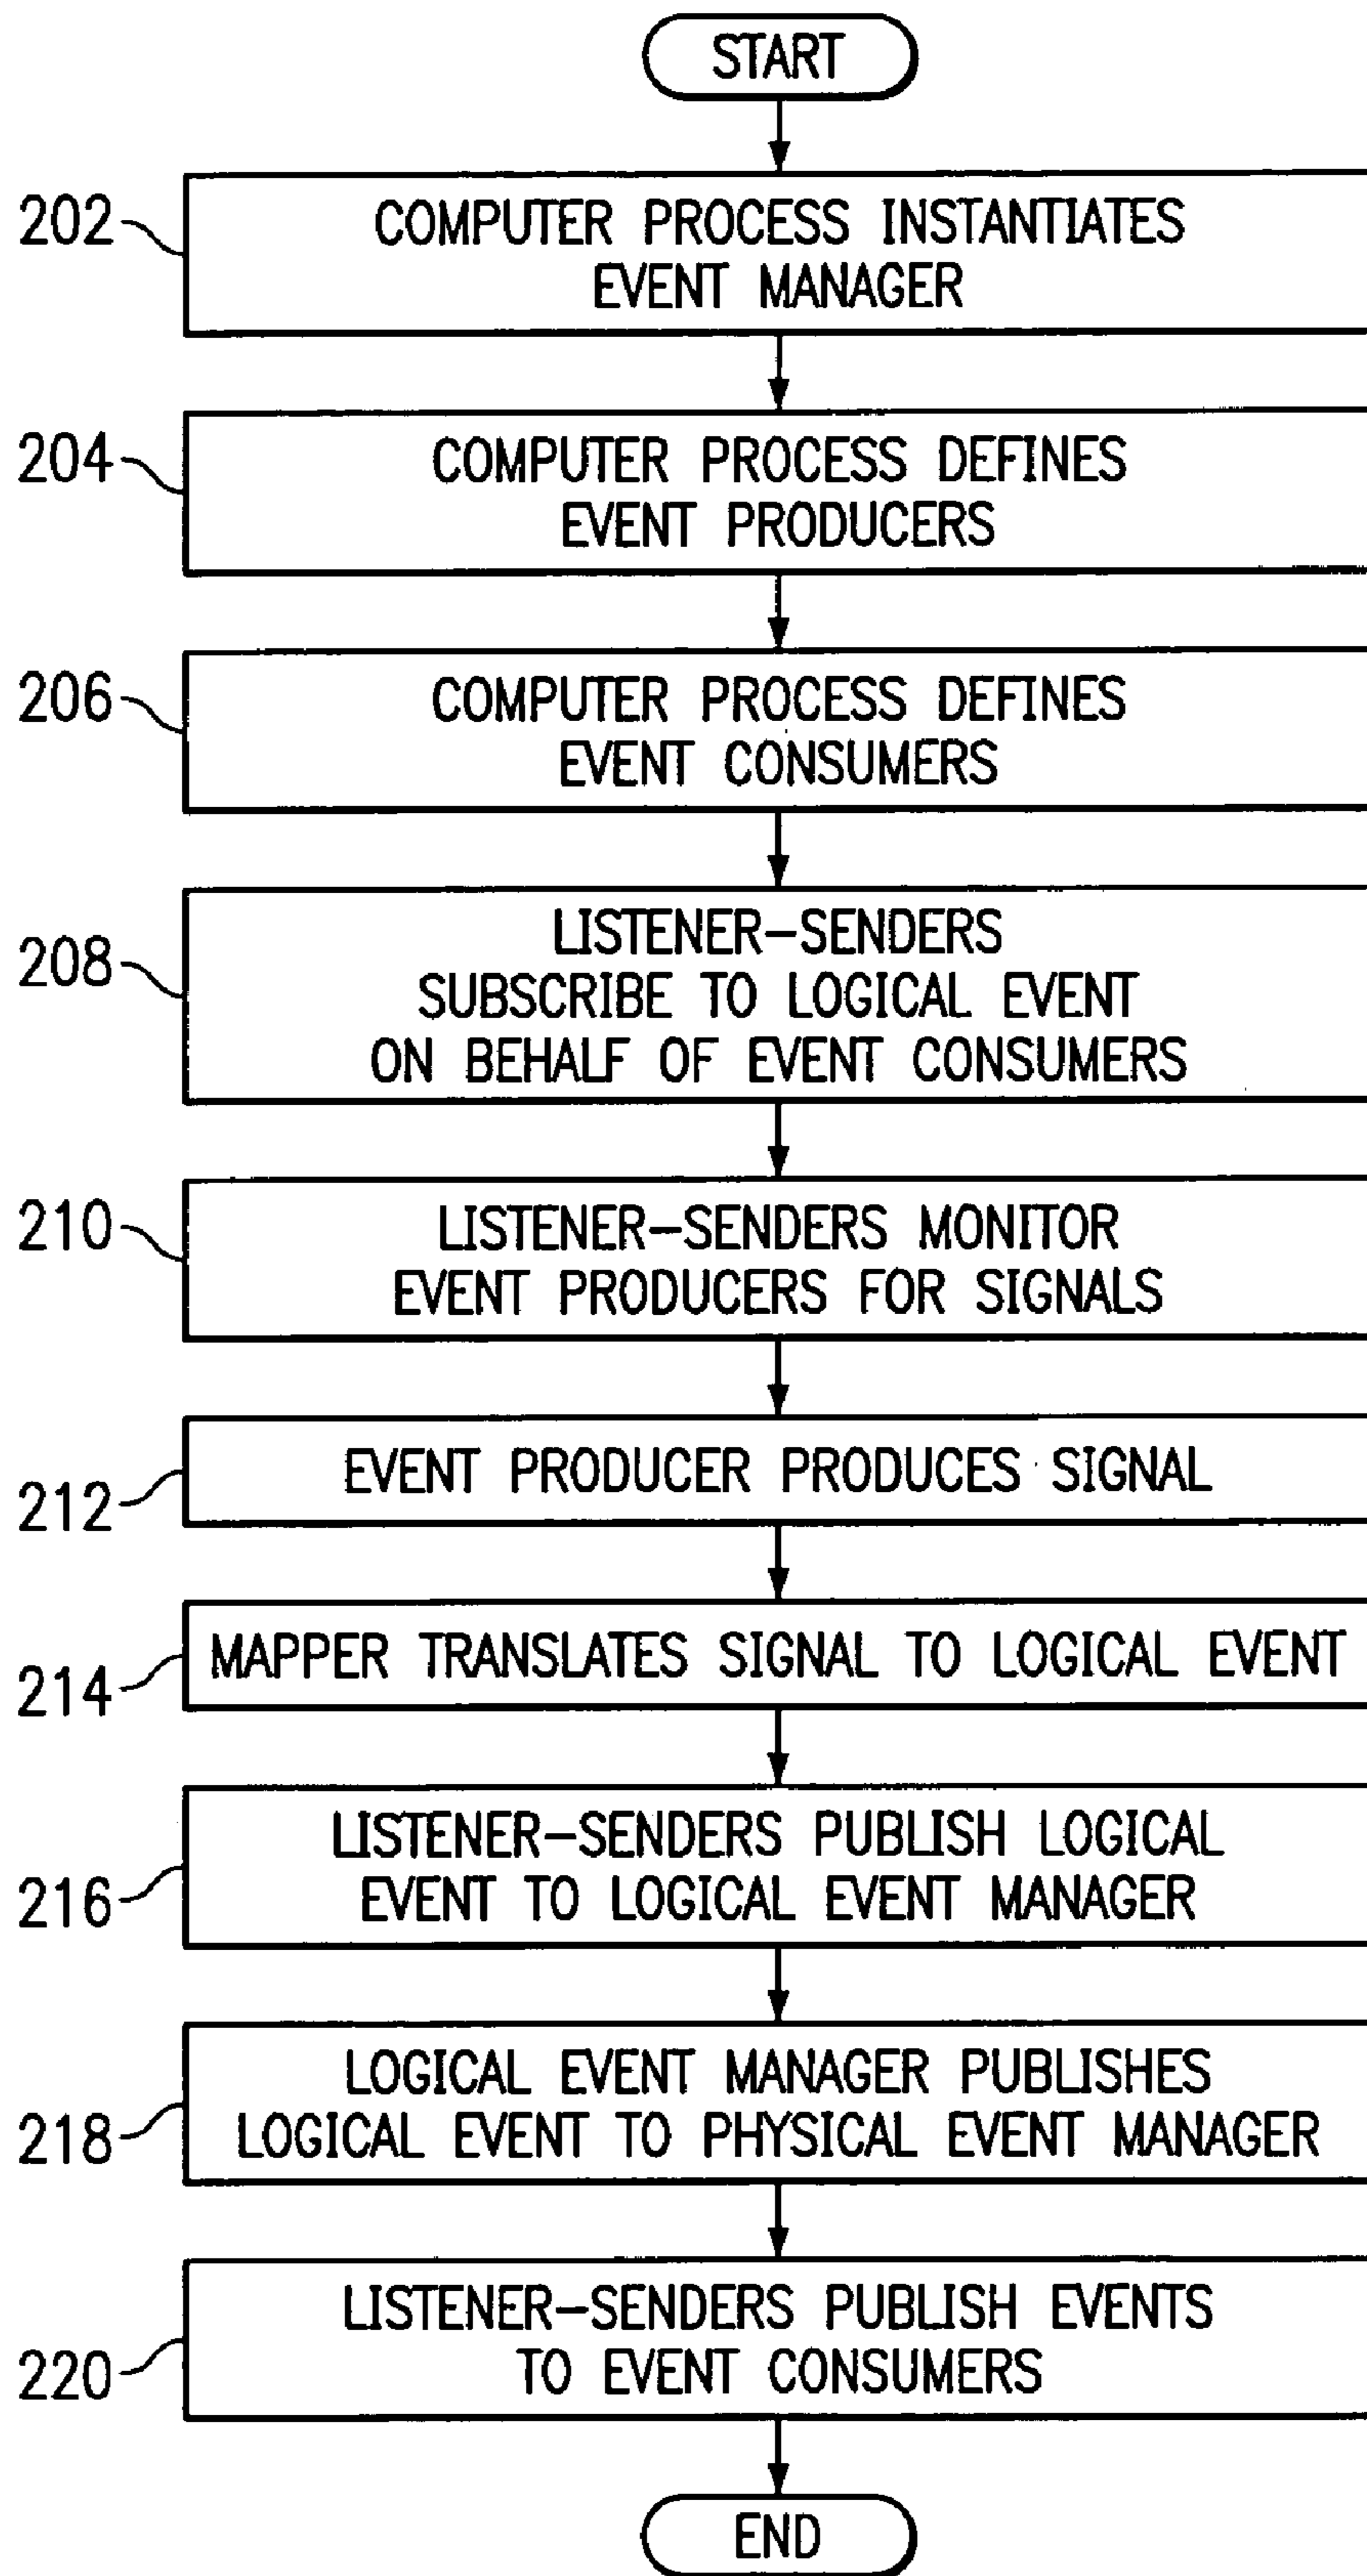 START
202
COMPUTER PROCESS INSTANTIATES
EVENT MANAGER
204
COMPUTER PROCESS DEFINES
EVENT PRODUCERS
206
COMPUTER PROCESS DEFINES
EVENT CONSUMERS
208
LISTENER-SENDERS
SUBSCRIBE TO LOGICAL EVENT
ON BEHALF OF EVENT CONSUMERS
210
LISTENER-SENDERS MONITOR
EVENT PRODUCERS FOR SIGNALS
212
EVENT PRODUCER PRODUCES SIGNAL
214
MAPPER TRANSLATES SIGNAL TO LOGICAL EVENT
216
LISTENER-SENDERS PUBLISH LOGICAL
EVENT TO LOGICAL EVENT MANAGER
218
LOGICAL EVENT MANAGER PUBLISHES
LOGICAL EVENT TO PHYSICAL EVENT MANAGER
220
LISTENER-SENDERS PUBLISH EVENTS
TO EVENT CONSUMERS
END